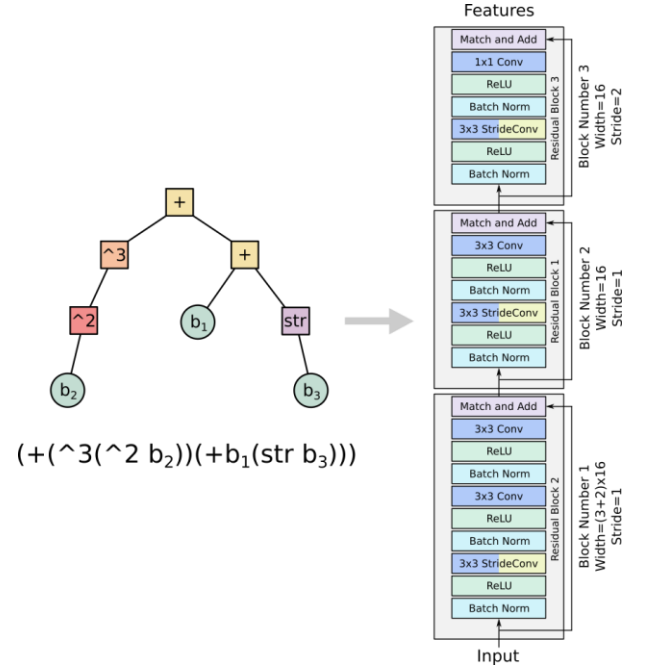 Features
Match and Add
1x1 Conv
ReLU
Batch Norm
3x3 StrideConv
ReLU
Batch Norm
Residual Block 3
Block Number 3
Width=16
Stride=2
+
^3
+
^2
b₁
str
b₂
b₃
(+(^3(^2 b₂))(+b₁(str b₃)))
Match and Add
3x3 Conv
ReLU
Batch Norm
3x3 StrideConv
ReLU
Batch Norm
Residual Block 1
Block Number 2
Width=16
Stride=1
Match and Add
3x3 Conv
ReLU
Batch Norm
3x3 Conv
ReLU
Batch Norm
3x3 StrideConv
ReLU
Batch Norm
Residual Block 2
Block Number 1
Width=(3+2)x16
Stride=1
Input